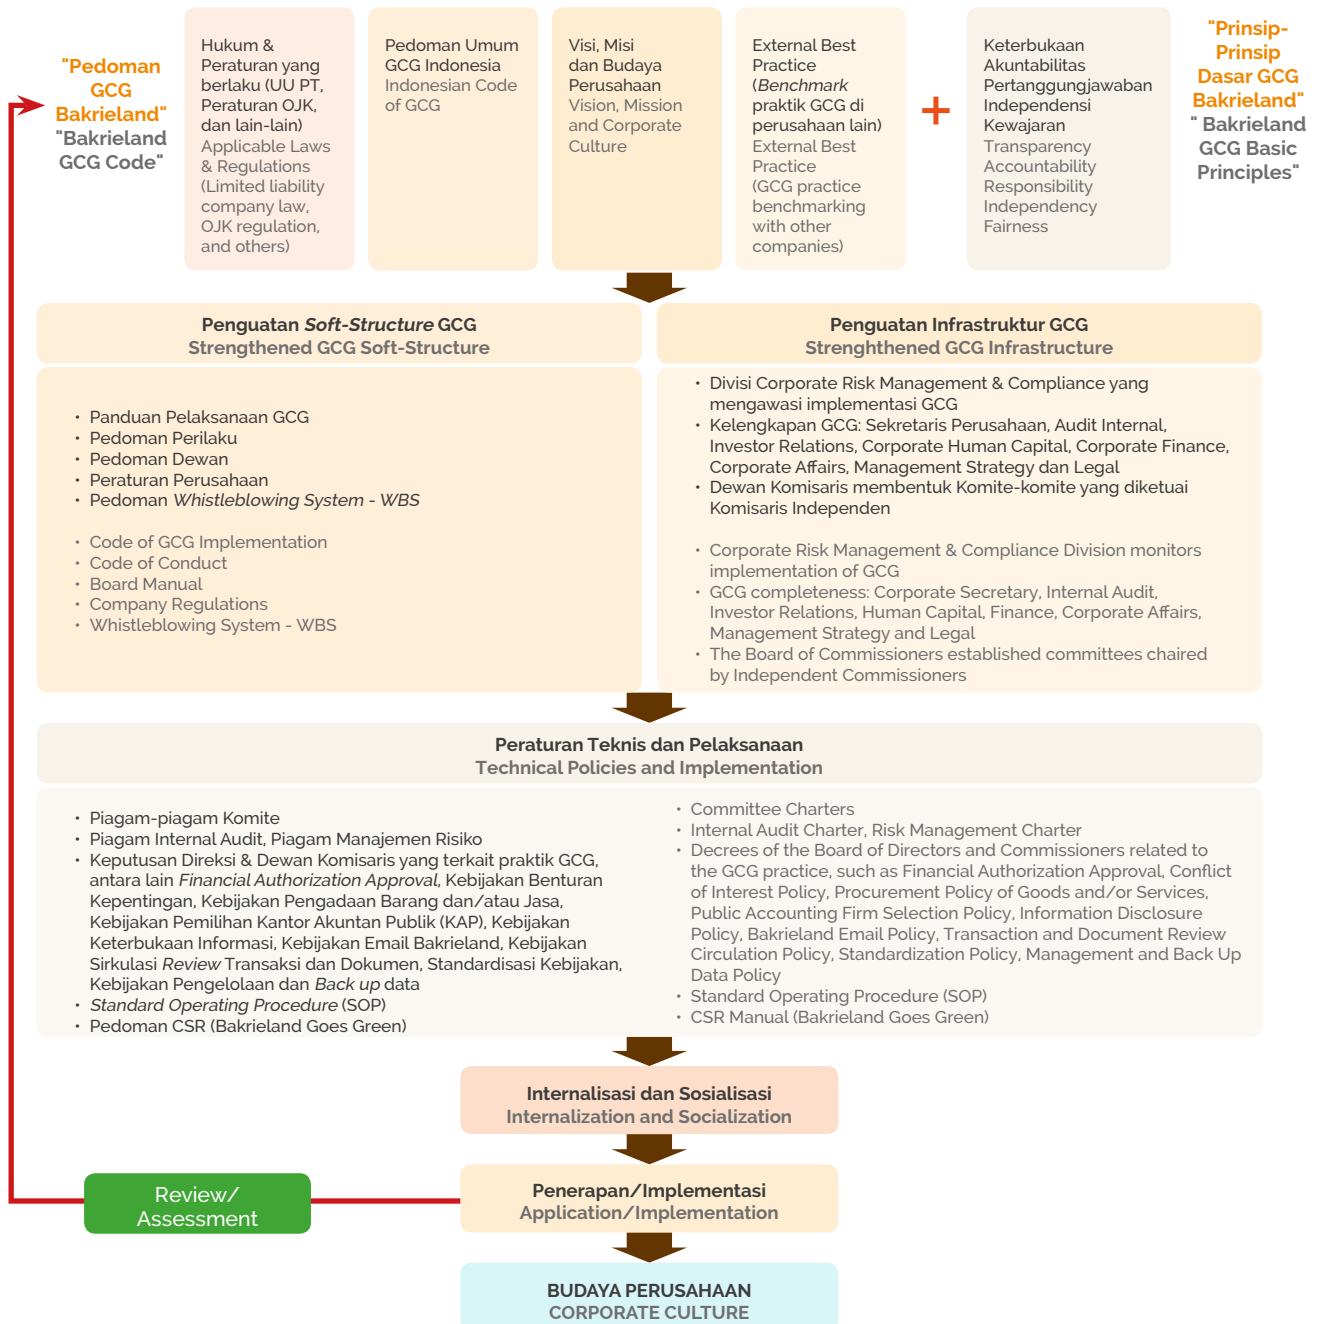 "Pedoman
GCG
Bakrieland"
"Bakrieland
GCG Code"
Hukum &
Peraturan yang
berlaku (UU PT,
Peraturan OJK,
dan lain-lain)
Applicable Laws
& Regulations
(Limited liability
company law,
OJK regulation,
and others)
Pedoman Umum
GCG Indonesia
Indonesian Code
of GCG
Visi, Misi
dan Budaya
Perusahaan
Vision, Mission
and Corporate
Culture
External Best
Practice
(Benchmark
praktik GCG di
perusahaan lain)
External Best
Practice
(GCG practice
benchmarking
with other
companies)
+
Keterbukaan
Akuntabilitas
Pertanggungjawaban
Independensi
Kewajaran
Transparency
Accountability
Responsibility
Independency
Fairness
"Prinsip-
Prinsip
Dasar GCG
Bakrieland"
" Bakrieland
GCG Basic
Principles"
Penguatan Soft-Structure GCG
Strengthened GCG Soft-Structure
• Panduan Pelaksanaan GCG
• Pedoman Perilaku
• Pedoman Dewan
• Peraturan Perusahaan
• Pedoman Whistleblowing System - WBS
• Code of GCG Implementation
• Code of Conduct
• Board Manual
• Company Regulations
• Whistleblowing System - WBS
Penguatan Infrastruktur GCG
Strenghthened GCG Infrastructure
• Divisi Corporate Risk Management & Compliance yang
mengawasi implementasi GCG
• Kelengkapan GCG: Sekretaris Perusahaan, Audit Internal,
Investor Relations, Corporate Human Capital, Corporate Finance,
Corporate Affairs, Management Strategy dan Legal
• Dewan Komisaris membentuk Komite-komite yang diketuai
Komisaris Independen
• Corporate Risk Management & Compliance Division monitors
implementation of GCG
• GCG completeness: Corporate Secretary, Internal Audit,
Investor Relations, Human Capital, Finance, Corporate Affairs,
Management Strategy and Legal
• The Board of Commissioners established committees chaired
by Independent Commissioners
Peraturan Teknis dan Pelaksanaan
Technical Policies and Implementation
• Piagam-piagam Komite
• Piagam Internal Audit, Piagam Manajemen Risiko
• Keputusan Direksi & Dewan Komisaris yang terkait praktik GCG,
antara lain Financial Authorization Approval, Kebijakan Benturan
Kepentingan, Kebijakan Pengadaan Barang dan/atau Jasa,
Kebijakan Pemilihan Kantor Akuntan Publik (KAP), Kebijakan
Keterbukaan Informasi, Kebijakan Email Bakrieland, Kebijakan
Sirkulasi Review Transaksi dan Dokumen, Standardisasi Kebijakan,
Kebijakan Pengelolaan dan Back up data
• Standard Operating Procedure (SOP)
• Pedoman CSR (Bakrieland Goes Green)
• Committee Charters
• Internal Audit Charter, Risk Management Charter
• Decrees of the Board of Directors and Commissioners related to
the GCG practice, such as Financial Authorization Approval, Conflict
of Interest Policy, Procurement Policy of Goods and/or Services,
Public Accounting Firm Selection Policy, Information Disclosure
Policy, Bakrieland Email Policy, Transaction and Document Review
Circulation Policy, Standardization Policy, Management and Back Up
Data Policy
• Standard Operating Procedure (SOP)
• CSR Manual (Bakrieland Goes Green)
Internalisasi dan Sosialisasi
Internalization and Socialization
Review/
Assessment
Penerapan/Implementasi
Application/Implementation
BUDAYA PERUSAHAAN
CORPORATE CULTURE